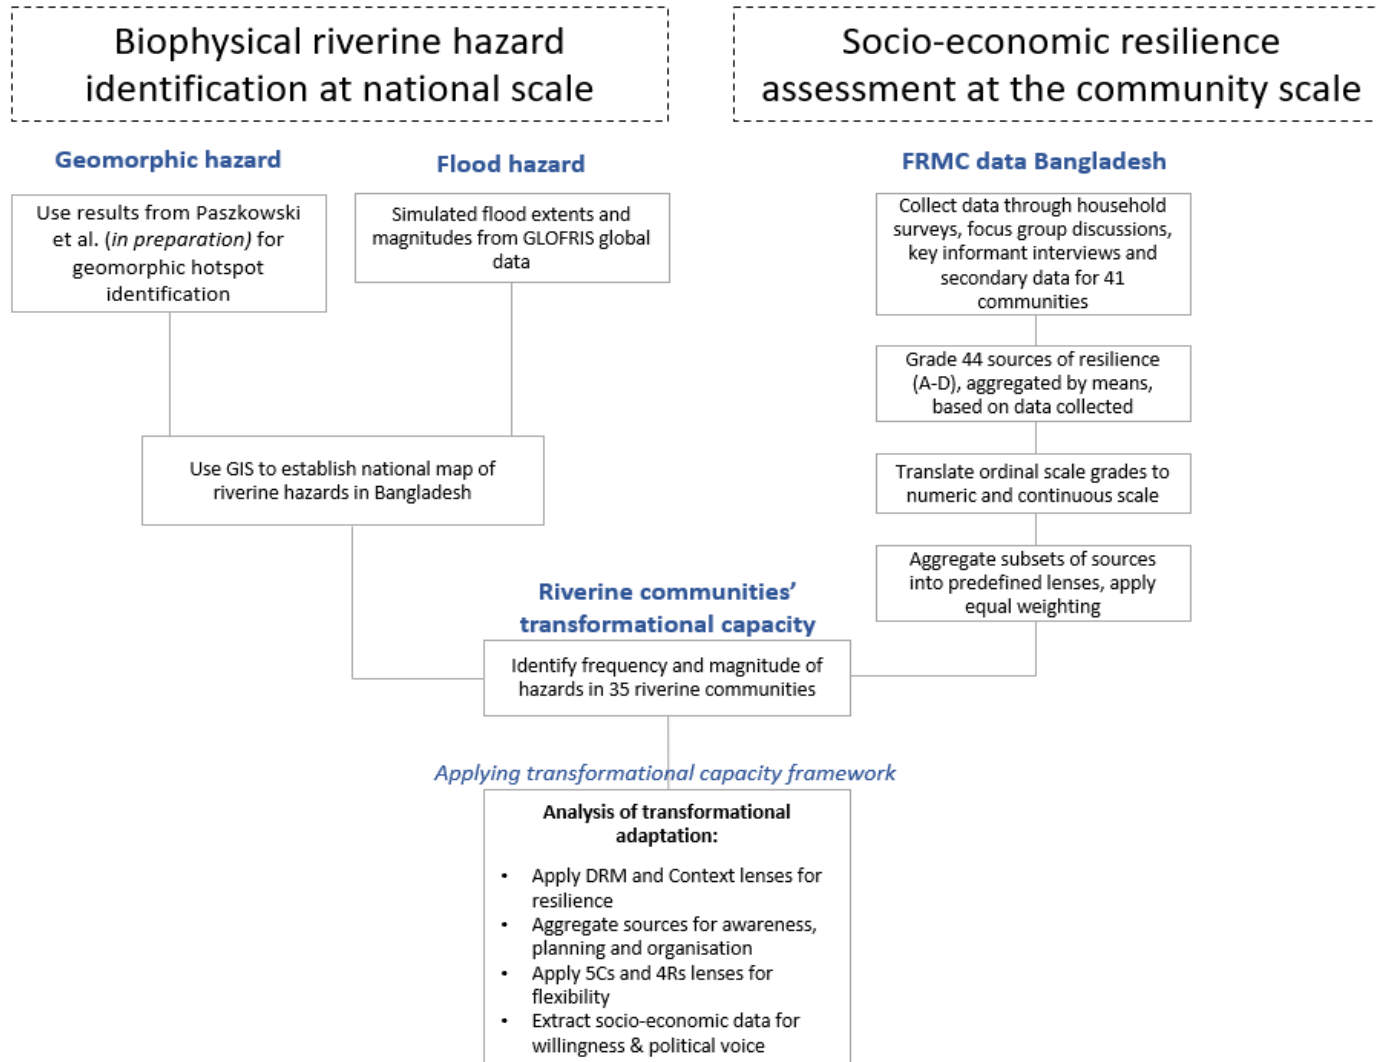 Biophysical riverine hazard
identification at national scale
Socio-economic resilience
assessment at the community scale
Geomorphic hazard
Use results from Paszkowski
et al. (in preparation) for
geomorphic hotspot
identification
Flood hazard
Simulated flood extents and
magnitudes from GLOFRIS global
data
Use GIS to establish national map of
riverine hazards in Bangladesh
FRMC data Bangladesh
Collect data through household
surveys, focus group discussions,
key informant interviews and
secondary data for 41
communities
Grade 44 sources of resilience
(A-D), aggregated by means,
based on data collected
Translate ordinal scale grades to
numeric and continuous scale
Aggregate subsets of sources
into predefined lenses, apply
equal weighting
Riverine communities’
transformational capacity
Identify frequency and magnitude of
hazards in 35 riverine communities
Applying transformational capacity framework
Analysis of transformational
adaptation:
• Apply DRM and Context lenses for
resilience
• Aggregate sources for awareness,
planning and organisation
• Apply 5Cs and 4Rs lenses for
flexibility
• Extract socio-economic data for
willingness & political voice